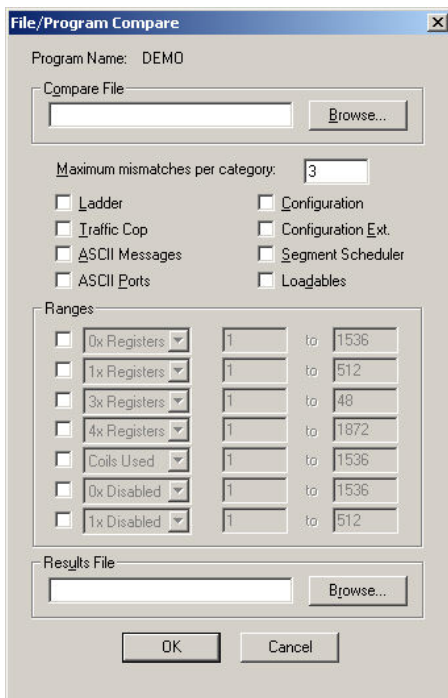 File/Program Compare
Program Name: DEMO
Compare File
Browse...
Maximum mismatches per category: 3
Ladder Configuration
Traffic Cop Configuration Ext.
ASCII Messages Segment Scheduler
ASCII Ports Loadables
Ranges
0x Registers 1 to 1536
1x Registers 1 to 512
3x Registers 1 to 48
4x Registers 1 to 1872
Coils Used 1 to 1536
0x Disabled 1 to 1536
1x Disabled 1 to 512
Results File
Browse...
OK Cancel